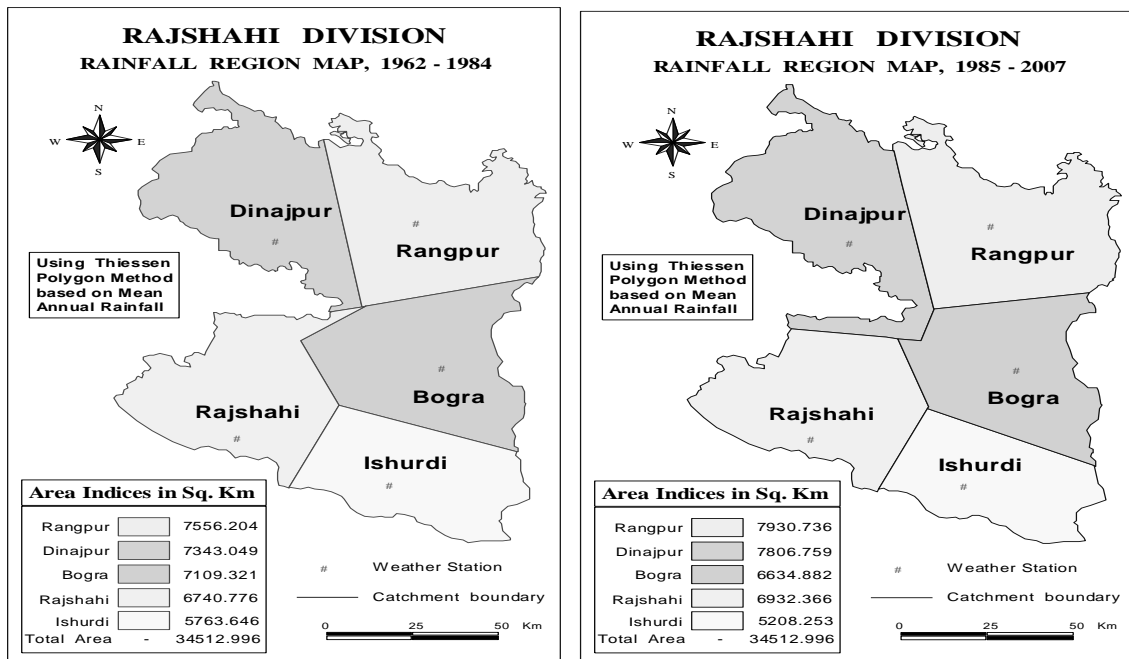 RAJSHAHI DIVISION
RAINFALL REGION MAP, 1962 - 1984
N
W E
S
Dinajpur
#
#
Rangpur
Using Thiessen
Polygon Method
based on Mean
Annual Rainfall
#
Bogra
Rajshahi
#
Ishurdi
#
Area Indices in Sq. Km
Rangpur 7556.204
Dinajpur 7343.049
Bogra 7109.321
Rajshahi 6740.776
Ishurdi 5763.646
Total Area - 34512.996
# Weather Station
Catchment boundary
0 25 50 Km
RAJSHAHI DIVISION
RAINFALL REGION MAP, 1985 - 2007
N
W E
S
Dinajpur
#
#
Rangpur
Using Thiessen
Polygon Method
based on Mean
Annual Rainfall
#
Bogra
Rajshahi
#
Ishurdi
#
Area Indices in Sq. Km
Rangpur 7930.736
Dinajpur 7806.759
Bogra 6634.882
Rajshahi 6932.366
Ishurdi 5208.253
Total Area - 34512.996
# Weather Station
Catchment boundary
0 25 50 Km